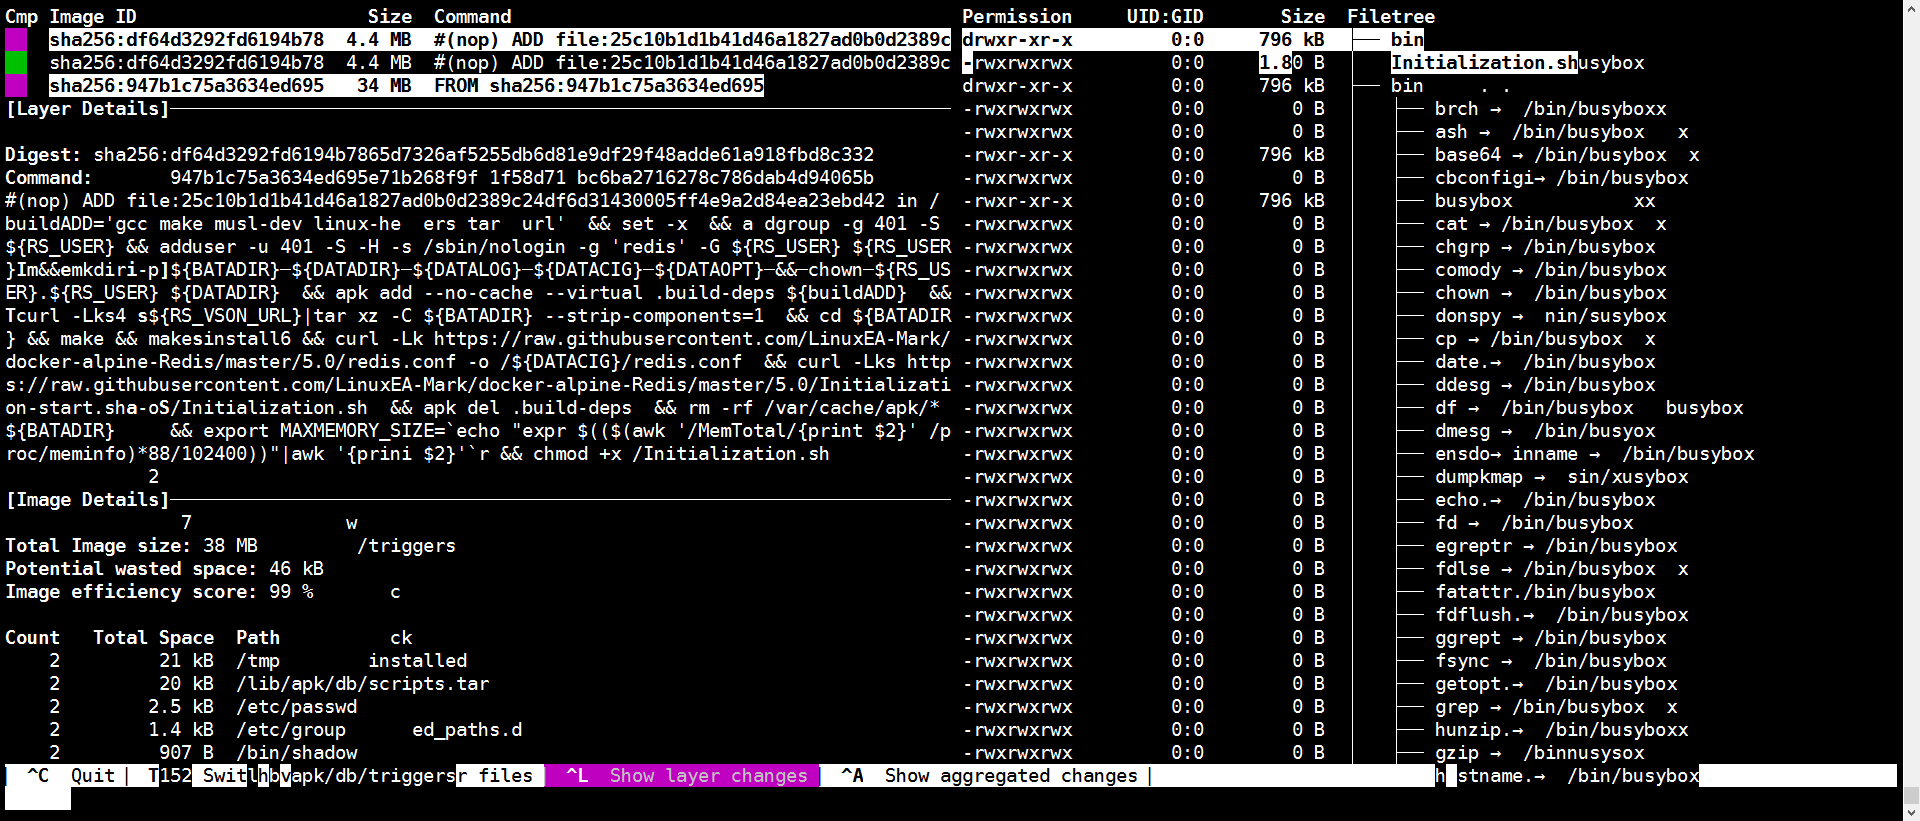 Cmp Image ID                     Size  Command
sha256:df64d3292fd6194b78  4.4 MB  #(nop) ADD file:25c10b1d1b41d46a1827ad0b0d2389c
sha256:df64d3292fd6194b78  4.4 MB  #(nop) ADD file:25c10b1d1b41d46a1827ad0b0d2389c
sha256:947b1c75a3634ed695   34 MB  FROM sha256:947b1c75a3634ed695
[Layer Details]
Digest: sha256:df64d3292fd6194b7865d7326af5255db6d81e9df29f48adde61a918fbd8c332
Command:       947b1c75a3634ed695e71b268f9f 1f58d71 bc6ba2716278c786dab4d94065b
#(nop) ADD file:25c10b1d1b41d46a1827ad0b0d2389c24df6d31430005ff4e9a2d84ea23ebd42 in /
buildADD='gcc make musl-dev linux-he  ers tar  url'  && set -x  && a dgroup -g 401 -S
${RS_USER} && adduser -u 401 -S -H -s /sbin/nologin -g 'redis' -G ${RS_USER} ${RS_USER
}Im&&emkdiri-p]${BATADIR}─${DATADIR}─${DATALOG}─${DATACIG}─${DATAOPT}─&&─chown─${RS_US
ER}.${RS_USER} ${DATADIR}  && apk add --no-cache --virtual .build-deps ${buildADD}  &&
Tcurl -Lks4 s${RS_VSON_URL}|tar xz -C ${BATADIR} --strip-components=1  && cd ${BATADIR
} && make && makesinstall6 && curl -Lk https://raw.githubusercontent.com/LinuxEA-Mark/
docker-alpine-Redis/master/5.0/redis.conf -o /${DATACIG}/redis.conf  && curl -Lks http
s://raw.githubusercontent.com/LinuxEA-Mark/docker-alpine-Redis/master/5.0/Initializati
on-start.sha-oS/Initialization.sh  && apk del .build-deps  && rm -rf /var/cache/apk/*
${BATADIR}     && export MAXMEMORY_SIZE=`echo "expr $(($(awk '/MemTotal/{print $2}' /p
roc/meminfo)*88/102400))"|awk '{prini $2}'`r && chmod +x /Initialization.sh
2
[Image Details]
7              w
Total Image size: 38 MB         /triggers
Potential wasted space: 46 kB
Image efficiency score: 99 %       c
Count   Total Space  Path          ck
2         21 kB  /tmp        installed
2         20 kB  /lib/apk/db/scripts.tar
2        2.5 kB  /etc/passwd
2        1.4 kB  /etc/group      ed_paths.d
2         907 B  /bin/shadow
^C  Quit |  T152 Switlhbvapk/db/triggersr files | ^L  Show layer changes | ^A  Show aggregated changes |
Permission     UID:GID       Size  Filetree
drwxr-xr-x         0:0     796 kB  ├── bin
-rwxrwxrwx         0:0     1.80 B      Initialization.shusybox
drwxr-xr-x         0:0     796 kB  ├── bin     . .
-rwxrwxrwx         0:0        0 B  │   ├── brch →  /bin/busyboxx
-rwxrwxrwx         0:0        0 B  │   ├── ash →  /bin/busybox   x
-rwxr-xr-x         0:0     796 kB  │   ├── base64 → /bin/busybox  x
-rwxrwxrwx         0:0        0 B  │   ├── cbconfigi→ /bin/busybox
-rwxr-xr-x         0:0     796 kB  │   ├── busybox           xx
-rwxrwxrwx         0:0        0 B  │   ├── cat → /bin/busybox  x
-rwxrwxrwx         0:0        0 B  │   ├── chgrp → /bin/busybox
-rwxrwxrwx         0:0        0 B  │   ├── comody →  /bin/busybox
-rwxrwxrwx         0:0        0 B  │   ├── chown →  /bin/busybox
-rwxrwxrwx         0:0        0 B  │   ├── donspy →  nin/susybox
-rwxrwxrwx         0:0        0 B  │   ├── cp → /bin/busybox  x
-rwxrwxrwx         0:0        0 B  │   ├── date.→  /bin/busybox
-rwxrwxrwx         0:0        0 B  │   ├── ddesg → /bin/busybox
-rwxrwxrwx         0:0        0 B  │   ├── df →  /bin/busybox   busybox
-rwxrwxrwx         0:0        0 B  │   ├── dmesg →  /bin/busyox
-rwxrwxrwx         0:0        0 B  │   ├── ensdo→ inname →  /bin/busybox
-rwxrwxrwx         0:0        0 B  │   ├── dumpkmap →  sin/xusybox
-rwxrwxrwx         0:0        0 B  │   ├── echo.→  /bin/busybox
-rwxrwxrwx         0:0        0 B  │   ├── fd →  /bin/busybox
-rwxrwxrwx         0:0        0 B  │   ├── egreptr → /bin/busybox
-rwxrwxrwx         0:0        0 B  │   ├── fdlse → /bin/busybox  x
-rwxrwxrwx         0:0        0 B  │   ├── fatattr./bin/busybox
-rwxrwxrwx         0:0        0 B  │   ├── fdflush.→  /bin/busybox
-rwxrwxrwx         0:0        0 B  │   ├── ggrept → /bin/busybox
-rwxrwxrwx         0:0        0 B  │   ├── fsync →  /bin/busybox
-rwxrwxrwx         0:0        0 B  │   ├── getopt.→  /bin/busybox
-rwxrwxrwx         0:0        0 B  │   ├── grep → /bin/busybox  x
-rwxrwxrwx         0:0        0 B  │   ├── hunzip.→ /bin/busyboxx
-rwxrwxrwx         0:0        0 B  │   ├── gzip → /binnusysox
h stname.→  /bin/busybox